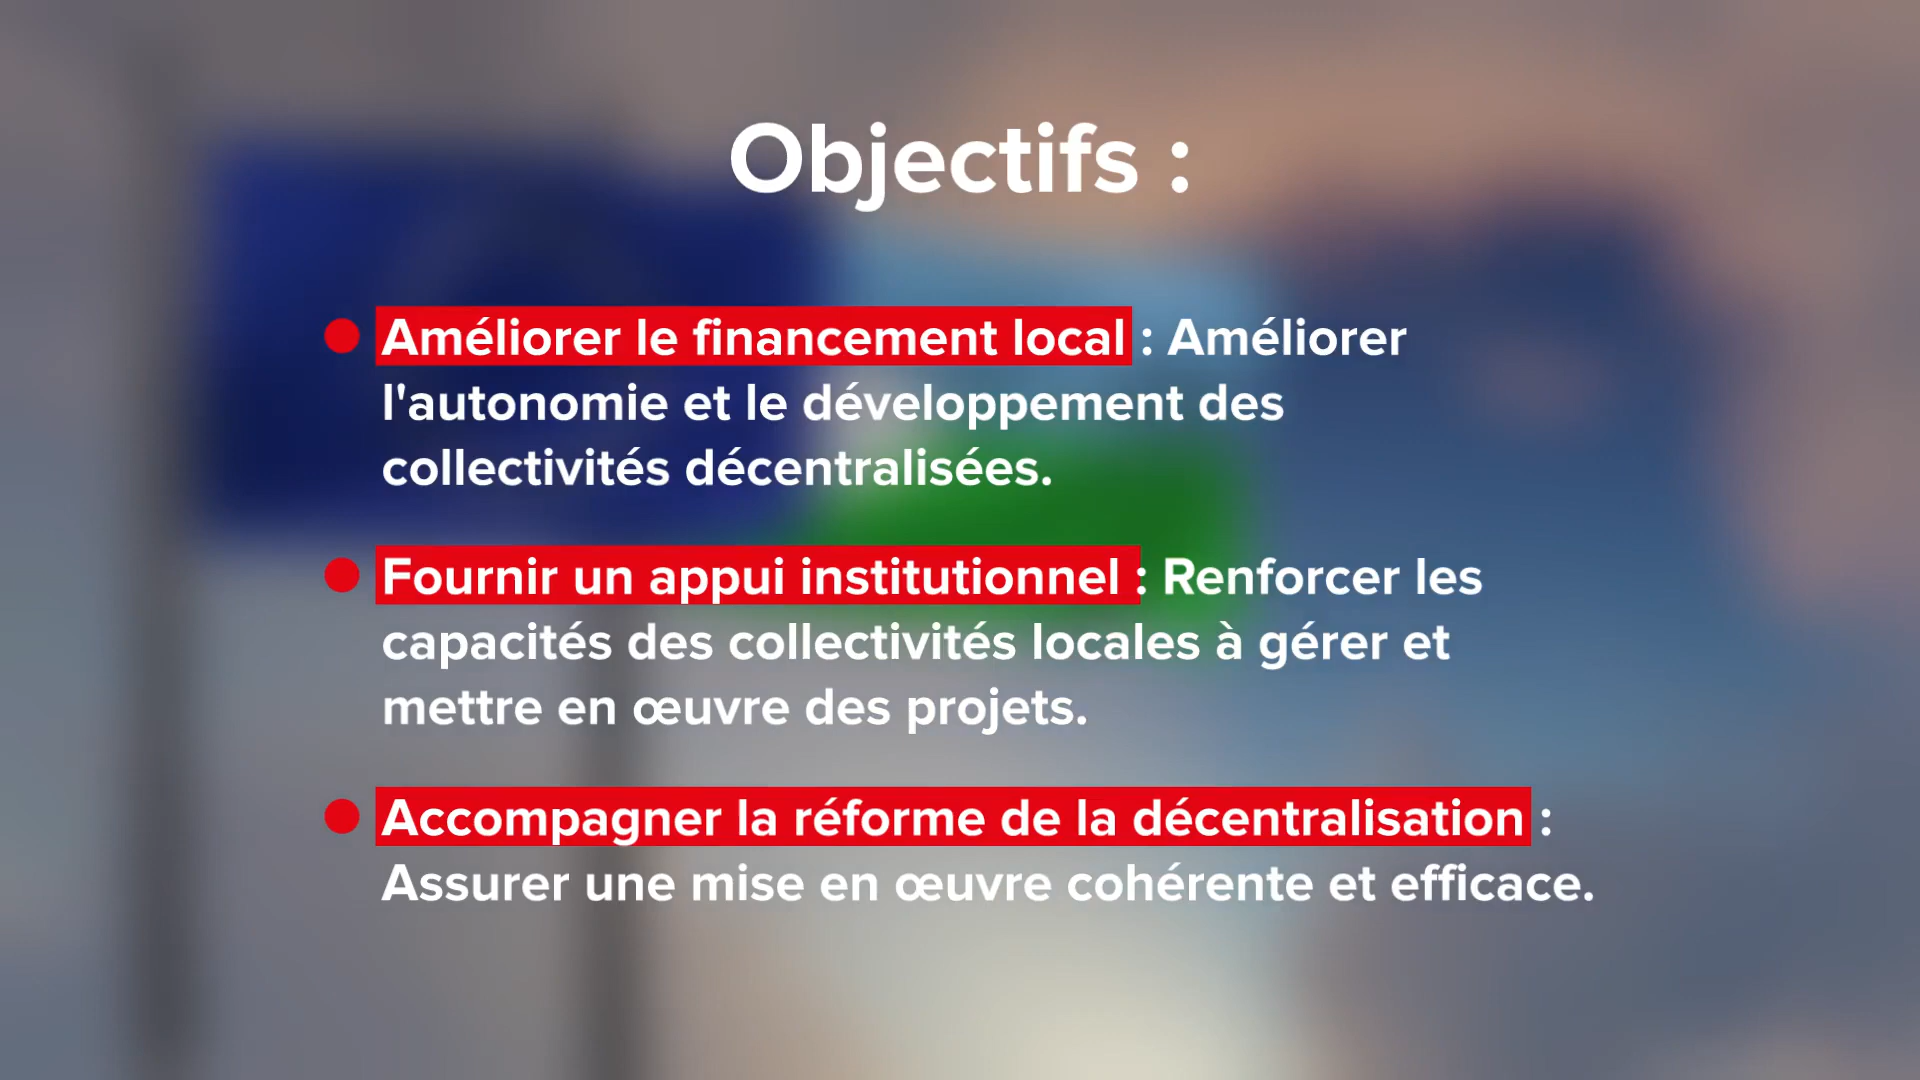 Objectifs :
Améliorer le financement local : Améliorer
l'autonomie et le développement des
collectivités décentralisées.
Fournir un appui institutionnel : Renforcer les
capacités des collectivités locales à gérer et
mettre en œuvre des projets.
Accompagner la réforme de la décentralisation :
Assurer une mise en œuvre cohérente et efficace.